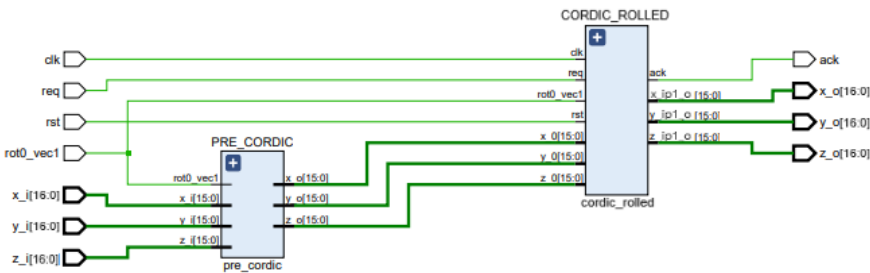 CORDIC_ROLLED
clk
clk
ack
req
req
ack
rot0_vec1
x_ip1_o [15:0]
x_o[16:0]
rst
rst
y_ip1_o [15:0]
y_o[16:0]
PRE_CORDIC
x_0[15:0]
z_ip1_o [15:0]
z_o[16:0]
rot0_vec1
y_0[15:0]
rot0_vec1
x_o[15:0]
z_0[15:0]
x_i[16:0]
x_i[15:0]
y_o[15:0]
cordic_rolled
y_i[16:0]
y_i[15:0]
z_o[15:0]
z_i[16:0]
z_i[15:0]
pre_cordic